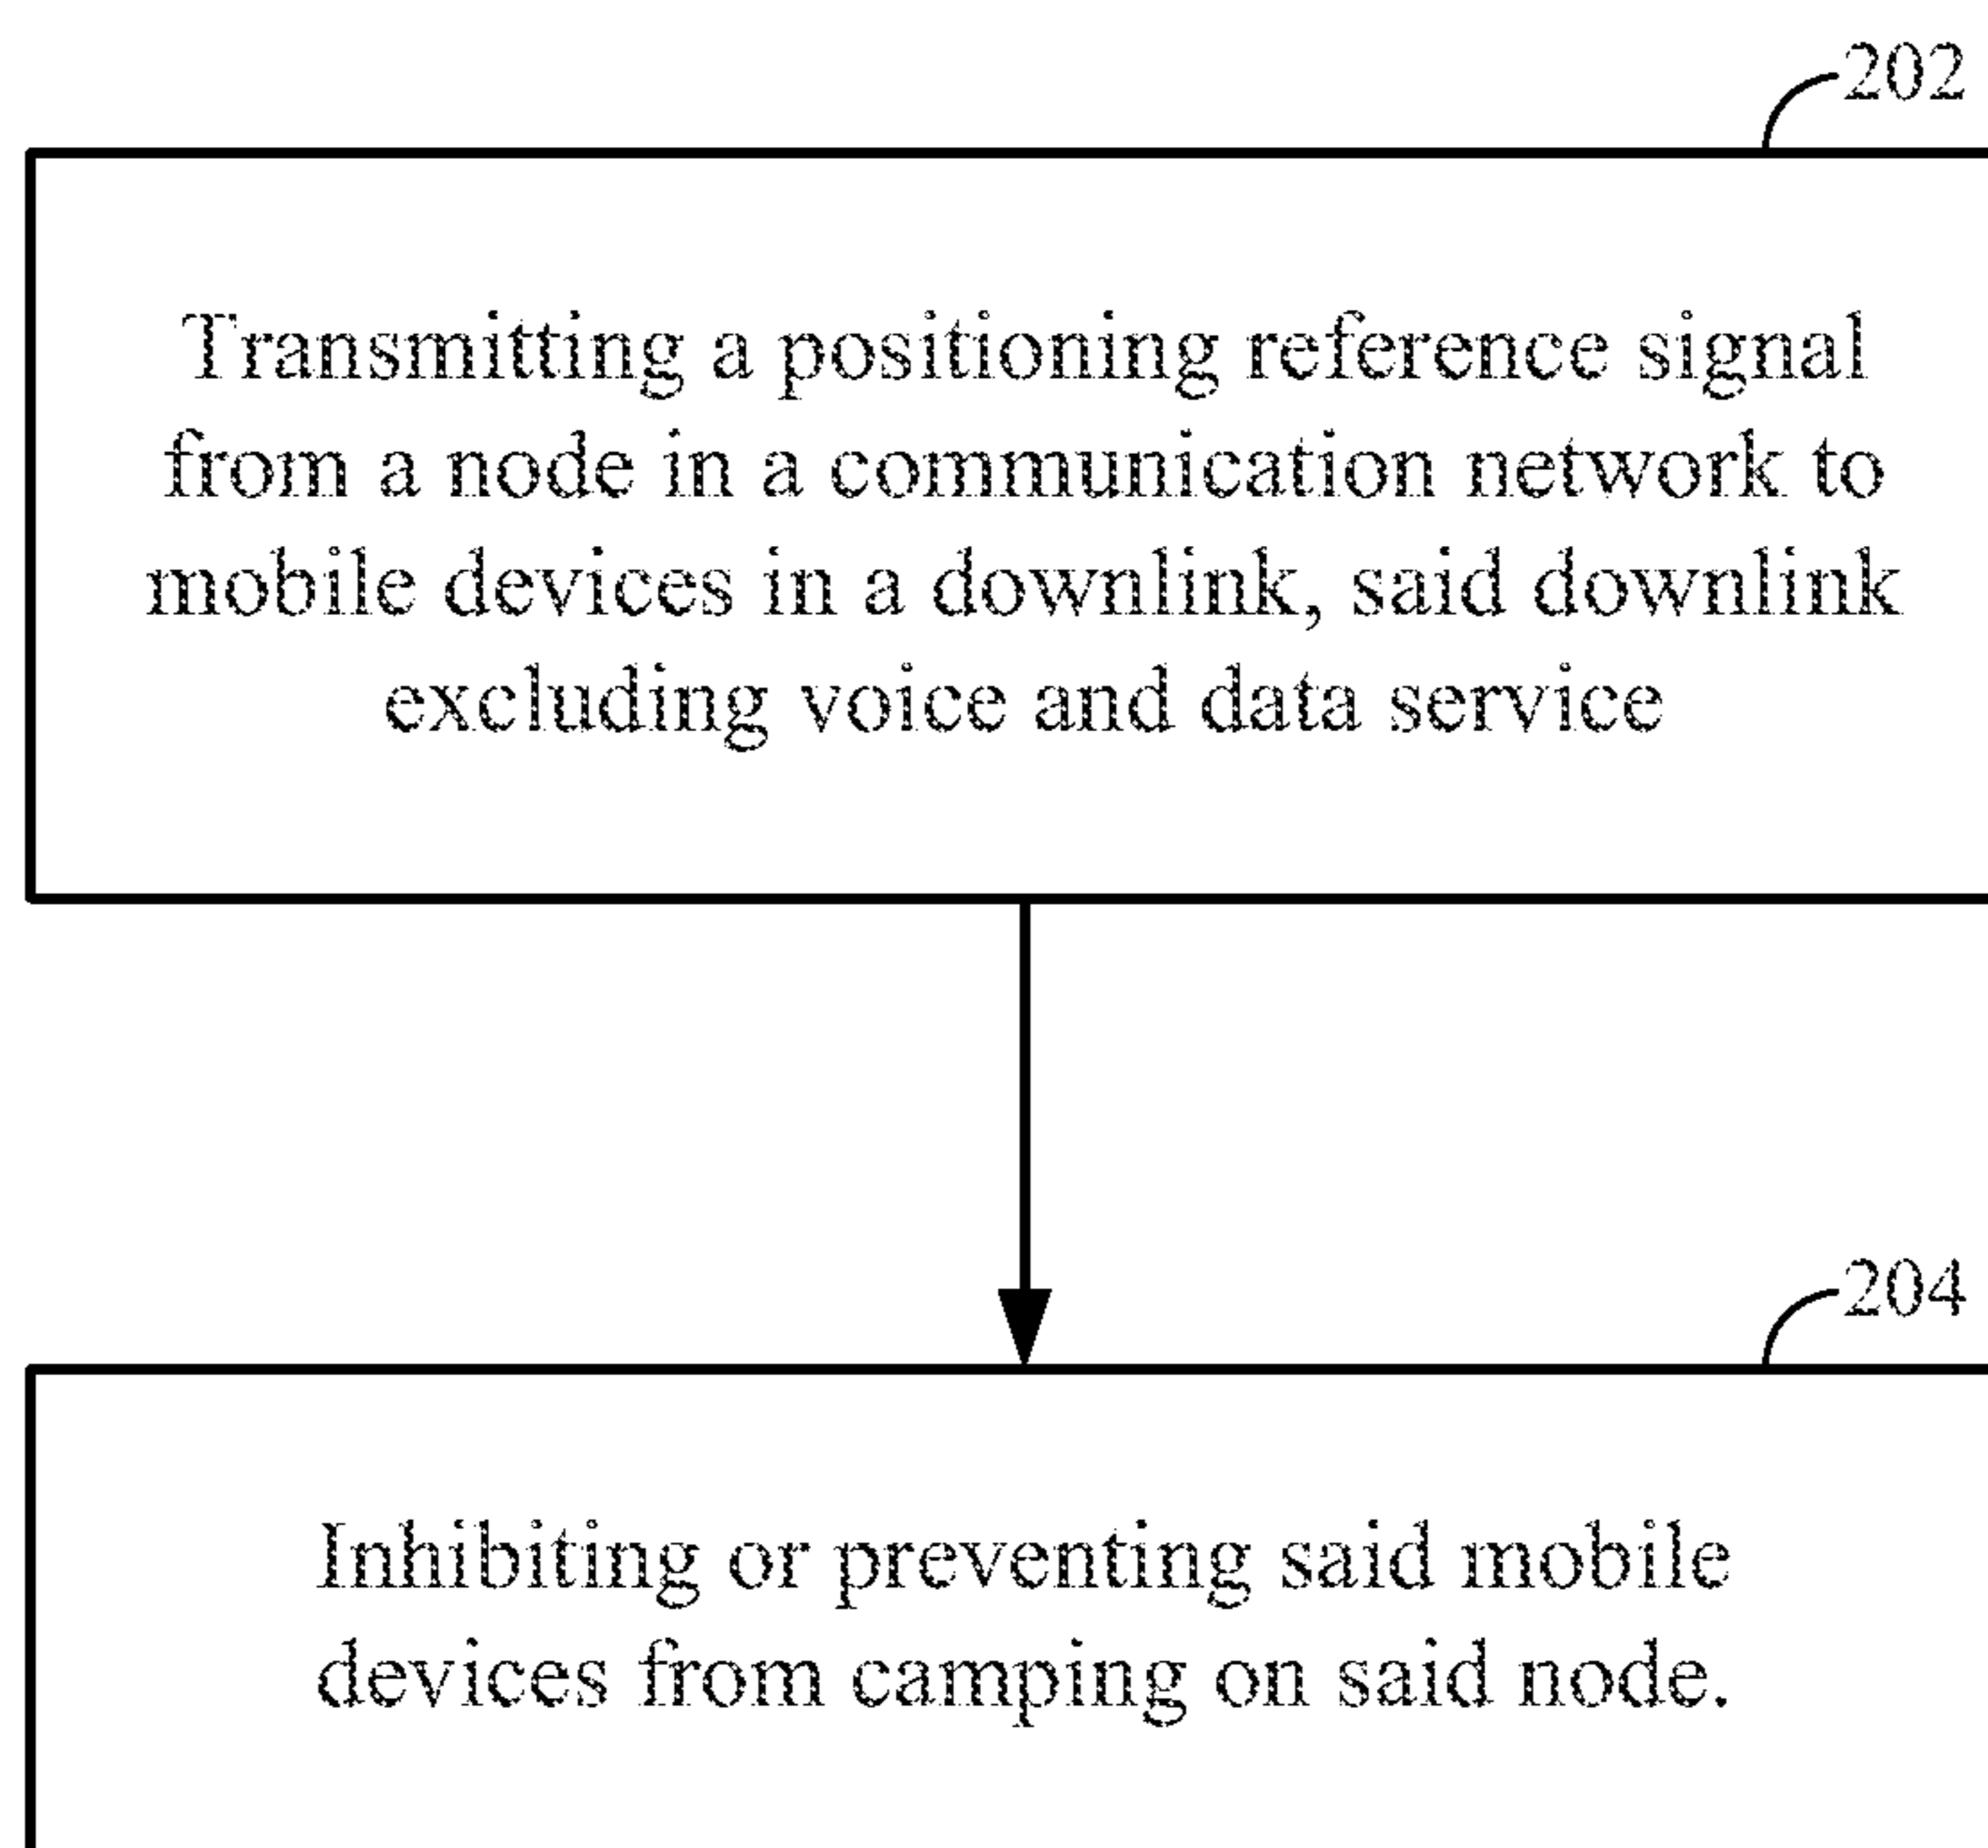 202
Transmitting a positioning reference signal
from a node in a communication network to
mobile devices in a downlink, said downlink
excluding voice and data service
204
Inhibiting or preventing said mobile
devices from camping on said node.